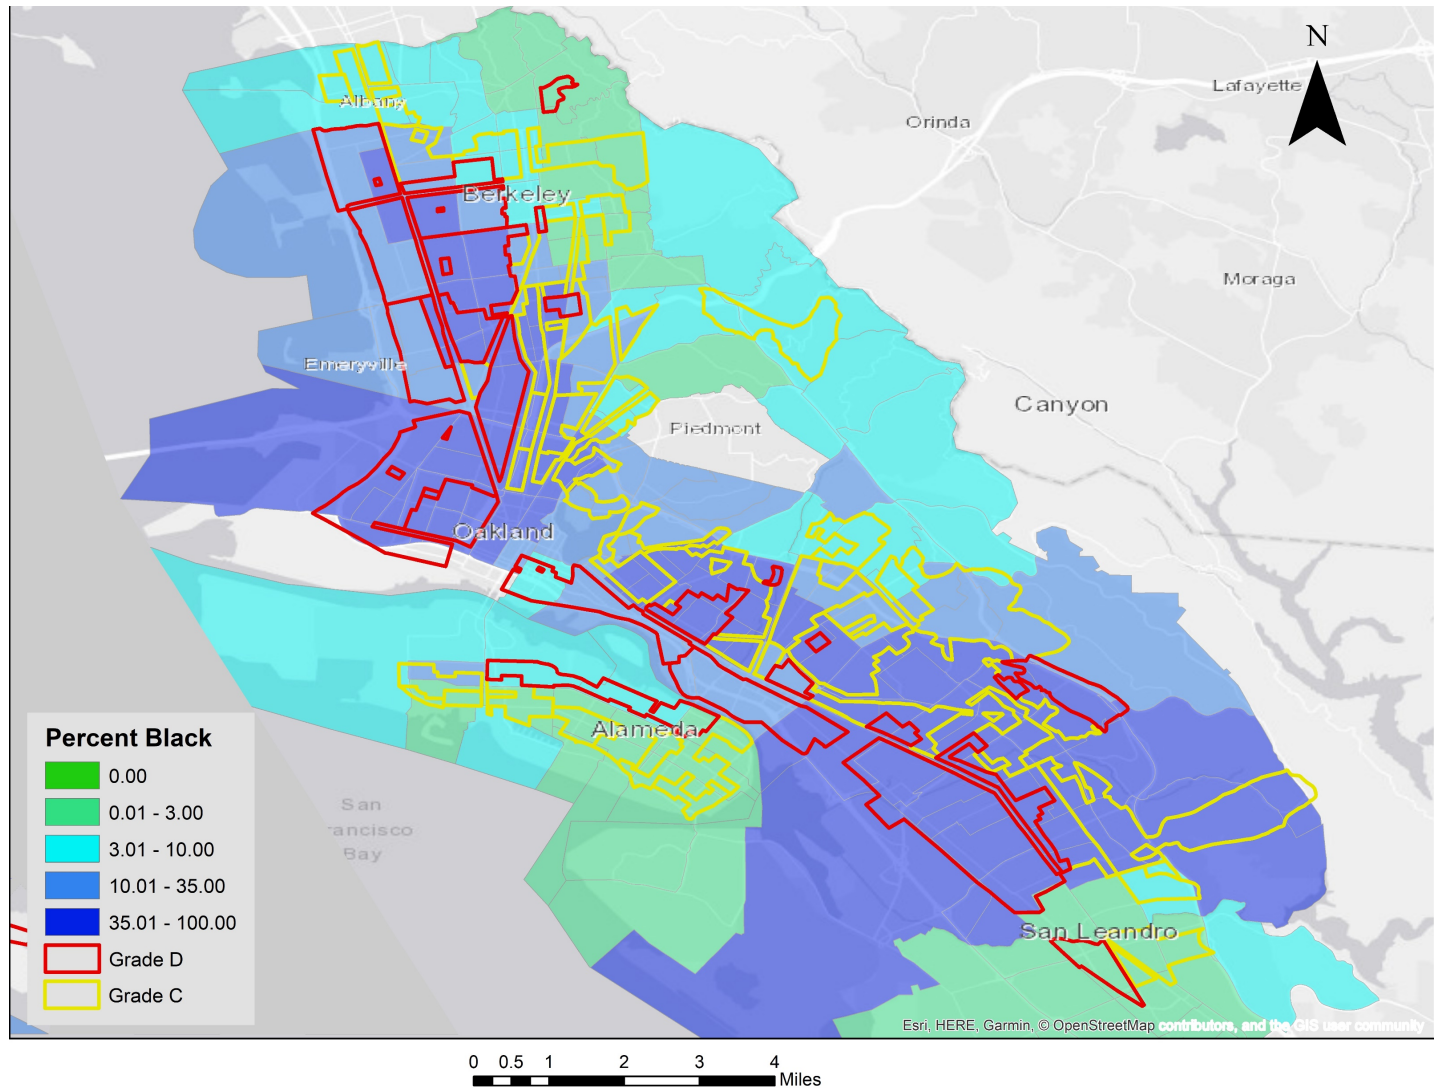 N
Lafayette
Orinda
Albany
Berkeley
Moraga
Emeryville
Canyon
Piedmont
Oakland
Alameda
San
rancisco
Bay
San Leandro
Percent Black
0.00
0.01 - 3.00
3.01 - 10.00
10.01 - 35.00
35.01 - 100.00
Grade D
Grade C
Esri, HERE, Garmin, © OpenStreetMap contributors, and the GIS user community
0 0.5 1 2 3 4
Miles